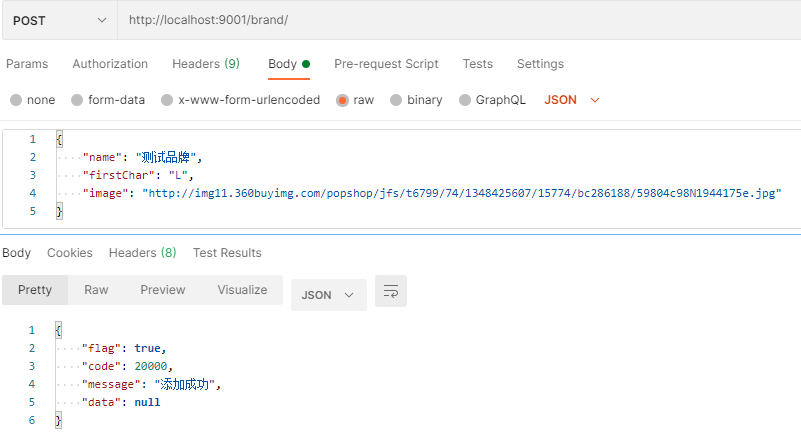 POST http://localhost:9001/brand/
Params Authorization Headers (9) Body Pre-request Script Tests Settings
none form-data x-www-form-urlencoded raw binary GraphQL JSON
1 {
2 "name": "测试品牌",
3 "firstChar": "L",
4 "image": "http://img11.360buyimg.com/popshop/jfs/t6799/74/1348425607/15774/bc286188/59804c98N1944175e.jpg"
5 }
Body Cookies Headers (8) Test Results
Pretty Raw Preview Visualize JSON
1 {
2 "flag": true,
3 "code": 20000,
4 "message": "添加成功",
5 "data": null
6 }